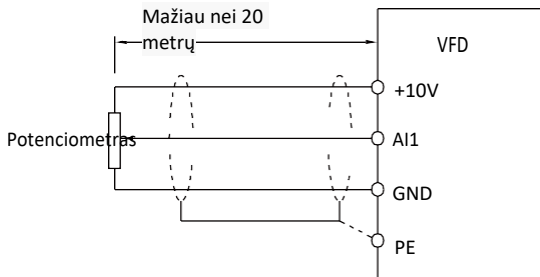 Mažiau nei 20
metrų
VFD
+10V
Potenciometras
AI1
GND
PE